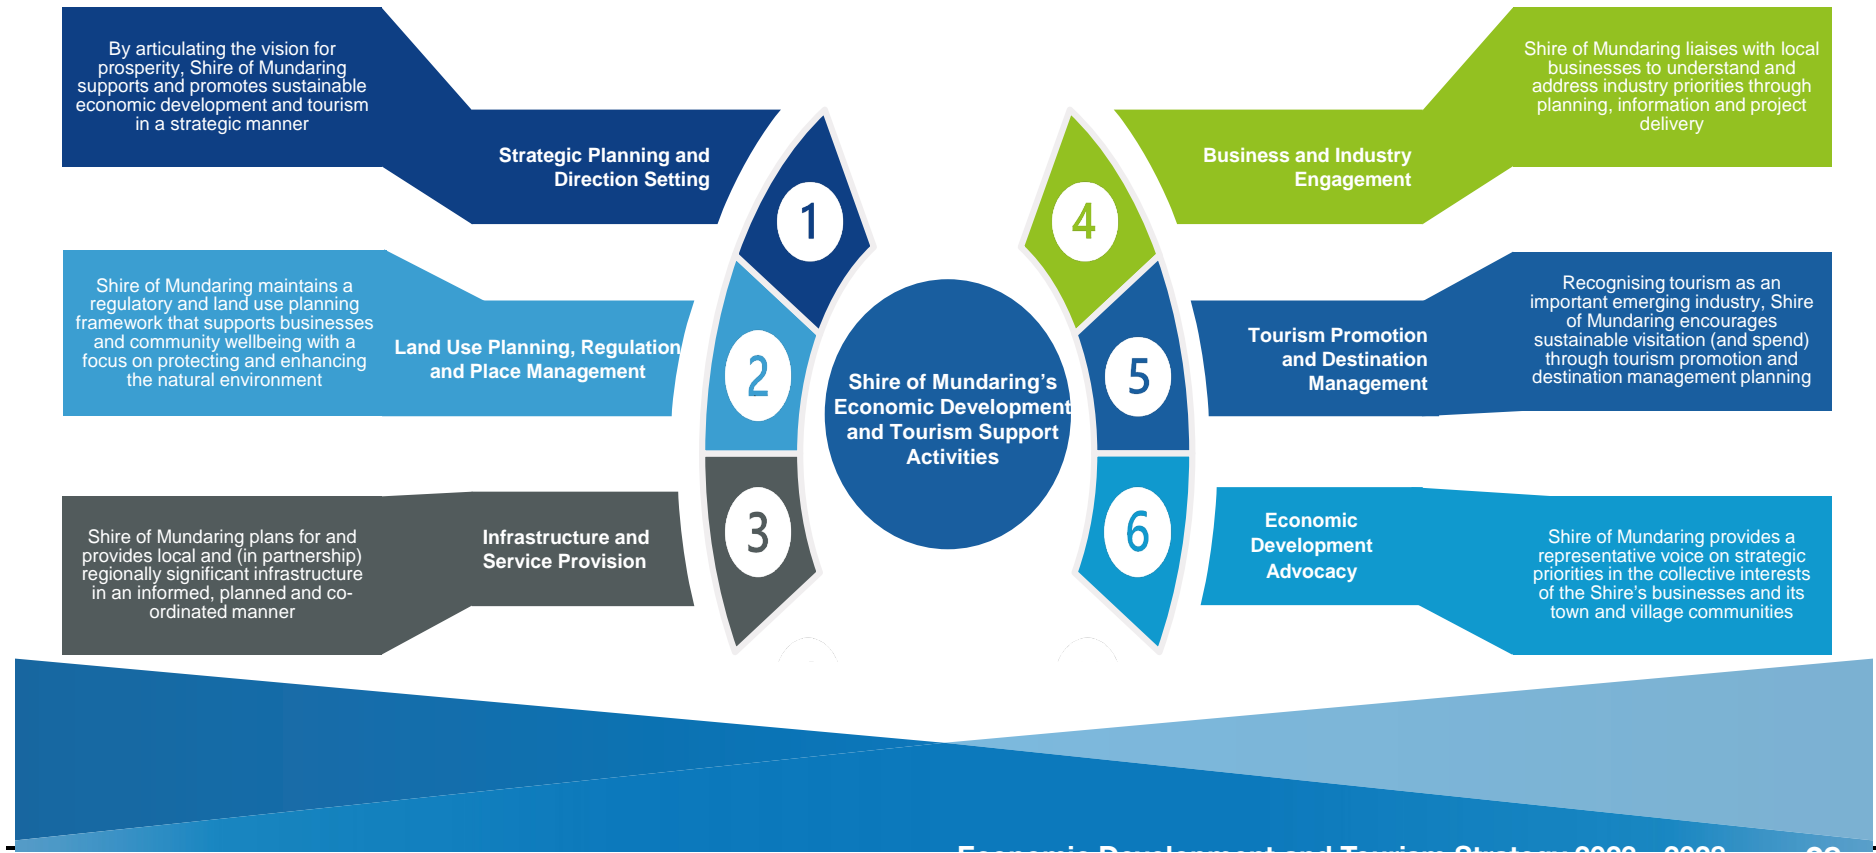 By articulating the vision for
prosperity, Shire of Mundaring
supports and promotes sustainable
economic development and tourism
in a strategic manner
Strategic Planning and
Direction Setting
1
Shire of Mundaring maintains a
regulatory and land use planning
framework that supports businesses
and community wellbeing with a
focus on protecting and enhancing
the natural environment
Land Use Planning, Regulation
and Place Management
2
Shire of Mundaring plans for and
provides local and (in partnership)
regionally significant infrastructure
in an informed, planned and co-
ordinated manner
Infrastructure and
Service Provision
3
Shire of Mundaring's
Economic Development
and Tourism Support
Activities
4
Business and Industry
Engagement
Shire of Mundaring liaises with local
businesses to understand and
address industry priorities through
planning, information and project
delivery
5
Tourism Promotion
and Destination
Management
Recognising tourism as an
important emerging industry, Shire
of Mundaring encourages
sustainable visitation (and spend)
through tourism promotion and
destination management planning
6
Economic
Development
Advocacy
Shire of Mundaring provides a
representative voice on strategic
priorities in the collective interests
of the Shire's businesses and its
town and village communities
Economic Development and Tourism Strategy